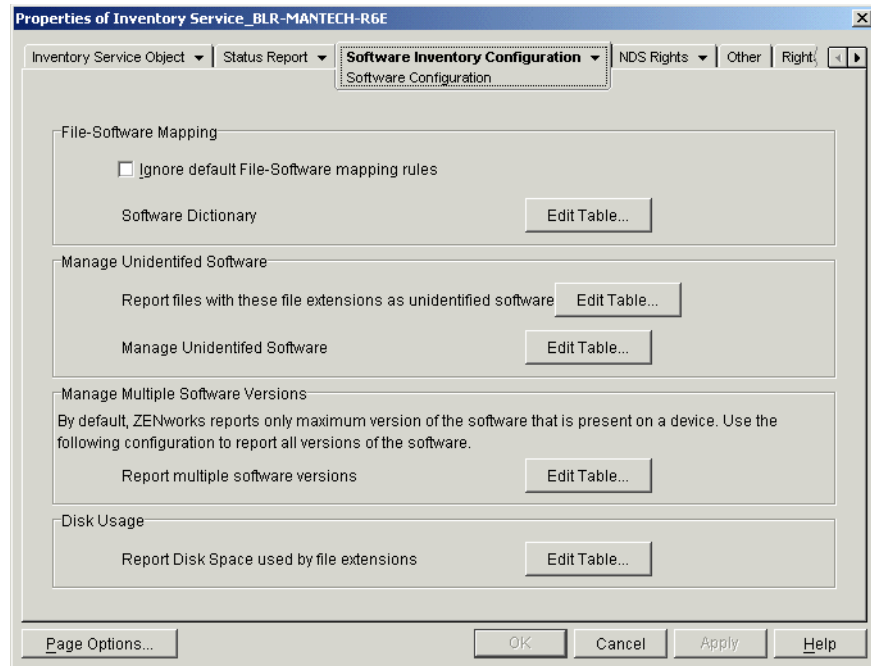 Properties of Inventory Service_BLR-MANTECH-R6E
Inventory Service Object
Status Report
Software Inventory Configuration
NDS Rights
Other
Right
Software Configuration
File-Software Mapping
Ignore default File-Software mapping rules
Software Dictionary
Edit Table...
Manage Unidentifed Software
Report files with these file extensions as unidentified software
Edit Table...
Manage Unidentifed Software
Edit Table...
Manage Multiple Software Versions
By default, ZENworks reports only maximum version of the software that is present on a device. Use the
following configuration to report all versions of the software.
Report multiple software versions
Edit Table...
Disk Usage
Report Disk Space used by file extensions
Edit Table...
Page Options...
OK
Cancel
Apply
Help